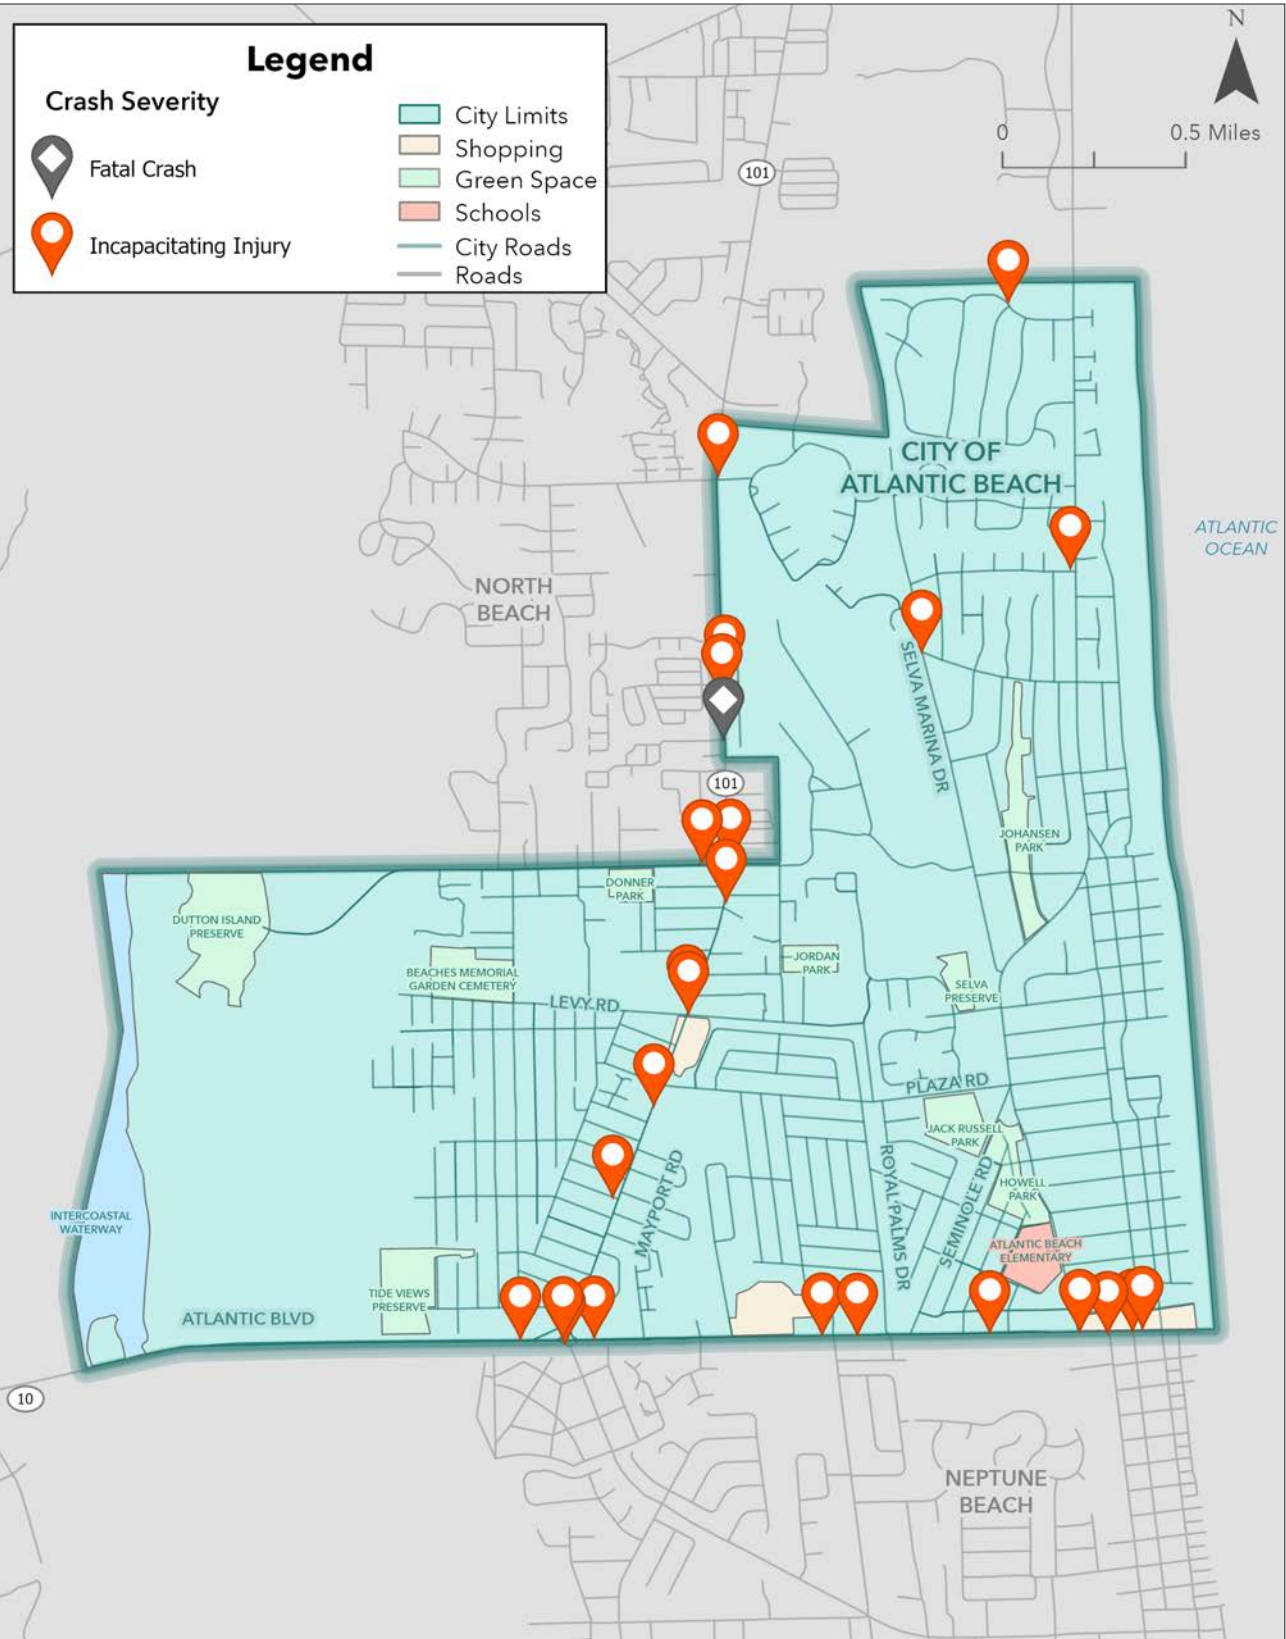 Legend
Crash Severity
Fatal Crash
Incapacitating Injury
City Limits
Shopping
Green Space
Schools
City Roads
Roads
N
0
0.5 Miles
101
CITY OF
ATLANTIC BEACH
ATLANTIC
OCEAN
NORTH
BEACH
SELVA MARINA DR
101
JOHANSEN
PARK
DONNER
PARK
DUTTON ISLAND
PRESERVE
BEACHES MEMORIAL
GARDEN CEMETERY
JORDAN
PARK
SELVA
PRESERVE
LEVY RD
PLAZA RD
JACK RUSSELL
PARK
MAYPORT RD
ROYAL PALMS DR
SEMINOLE RD
HOWELL
PARK
INTERCOASTAL
WATERWAY
ATLANTIC BEACH
ELEMENTARY
TIDE VIEWS
PRESERVE
ATLANTIC BLVD
10
NEPTUNE
BEACH